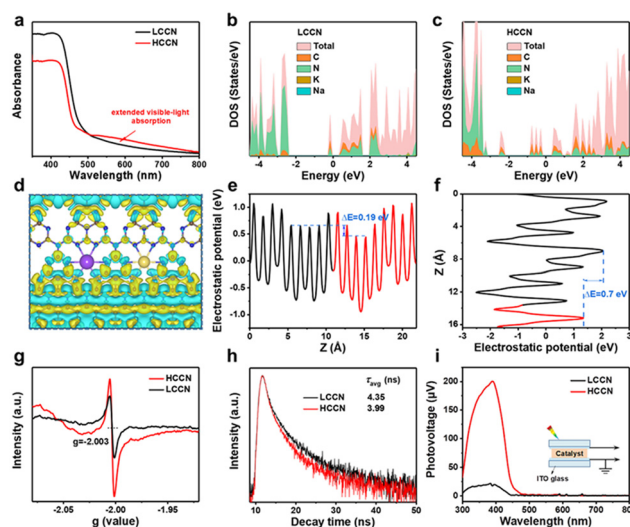 a
LCCN
HCCN
extended visible-light
absorption
Absorbance
400 500 600 700 800
Wavelength (nm)
b
LCCN
Total
C
N
K
Na
DOS (States/eV)
-4 -2 0 2 4
Energy (eV)
c
HCCN
Total
C
N
K
Na
DOS (States/eV)
-4 -2 0 2 4
Energy (eV)
d
e
Electrostatic potential (eV)
1.0
0.5
0.0
-0.5
-1.0
ΔE=0.19 eV
0 5 10 15 20
Z (Å)
f
Z (Å)
0
4
8
12
16
ΔE=0.7 eV
-3 -2 -1 0 1 2 3
Electrostatic potential (eV)
g
HCCN
LCCN
g=-2.003
Intensity (a.u.)
-2.05 -2.00 -1.95
g (value)
h
τavg (ns)
LCCN 4.35
HCCN 3.99
Intensity (a.u.)
10 20 30 40 50
Decay time (ns)
i
LCCN
HCCN
Photovoltage (μV)
200
150
100
50
0
Catalyst
ITO glass
300 400 500 600 700 800
Wavelength (nm)